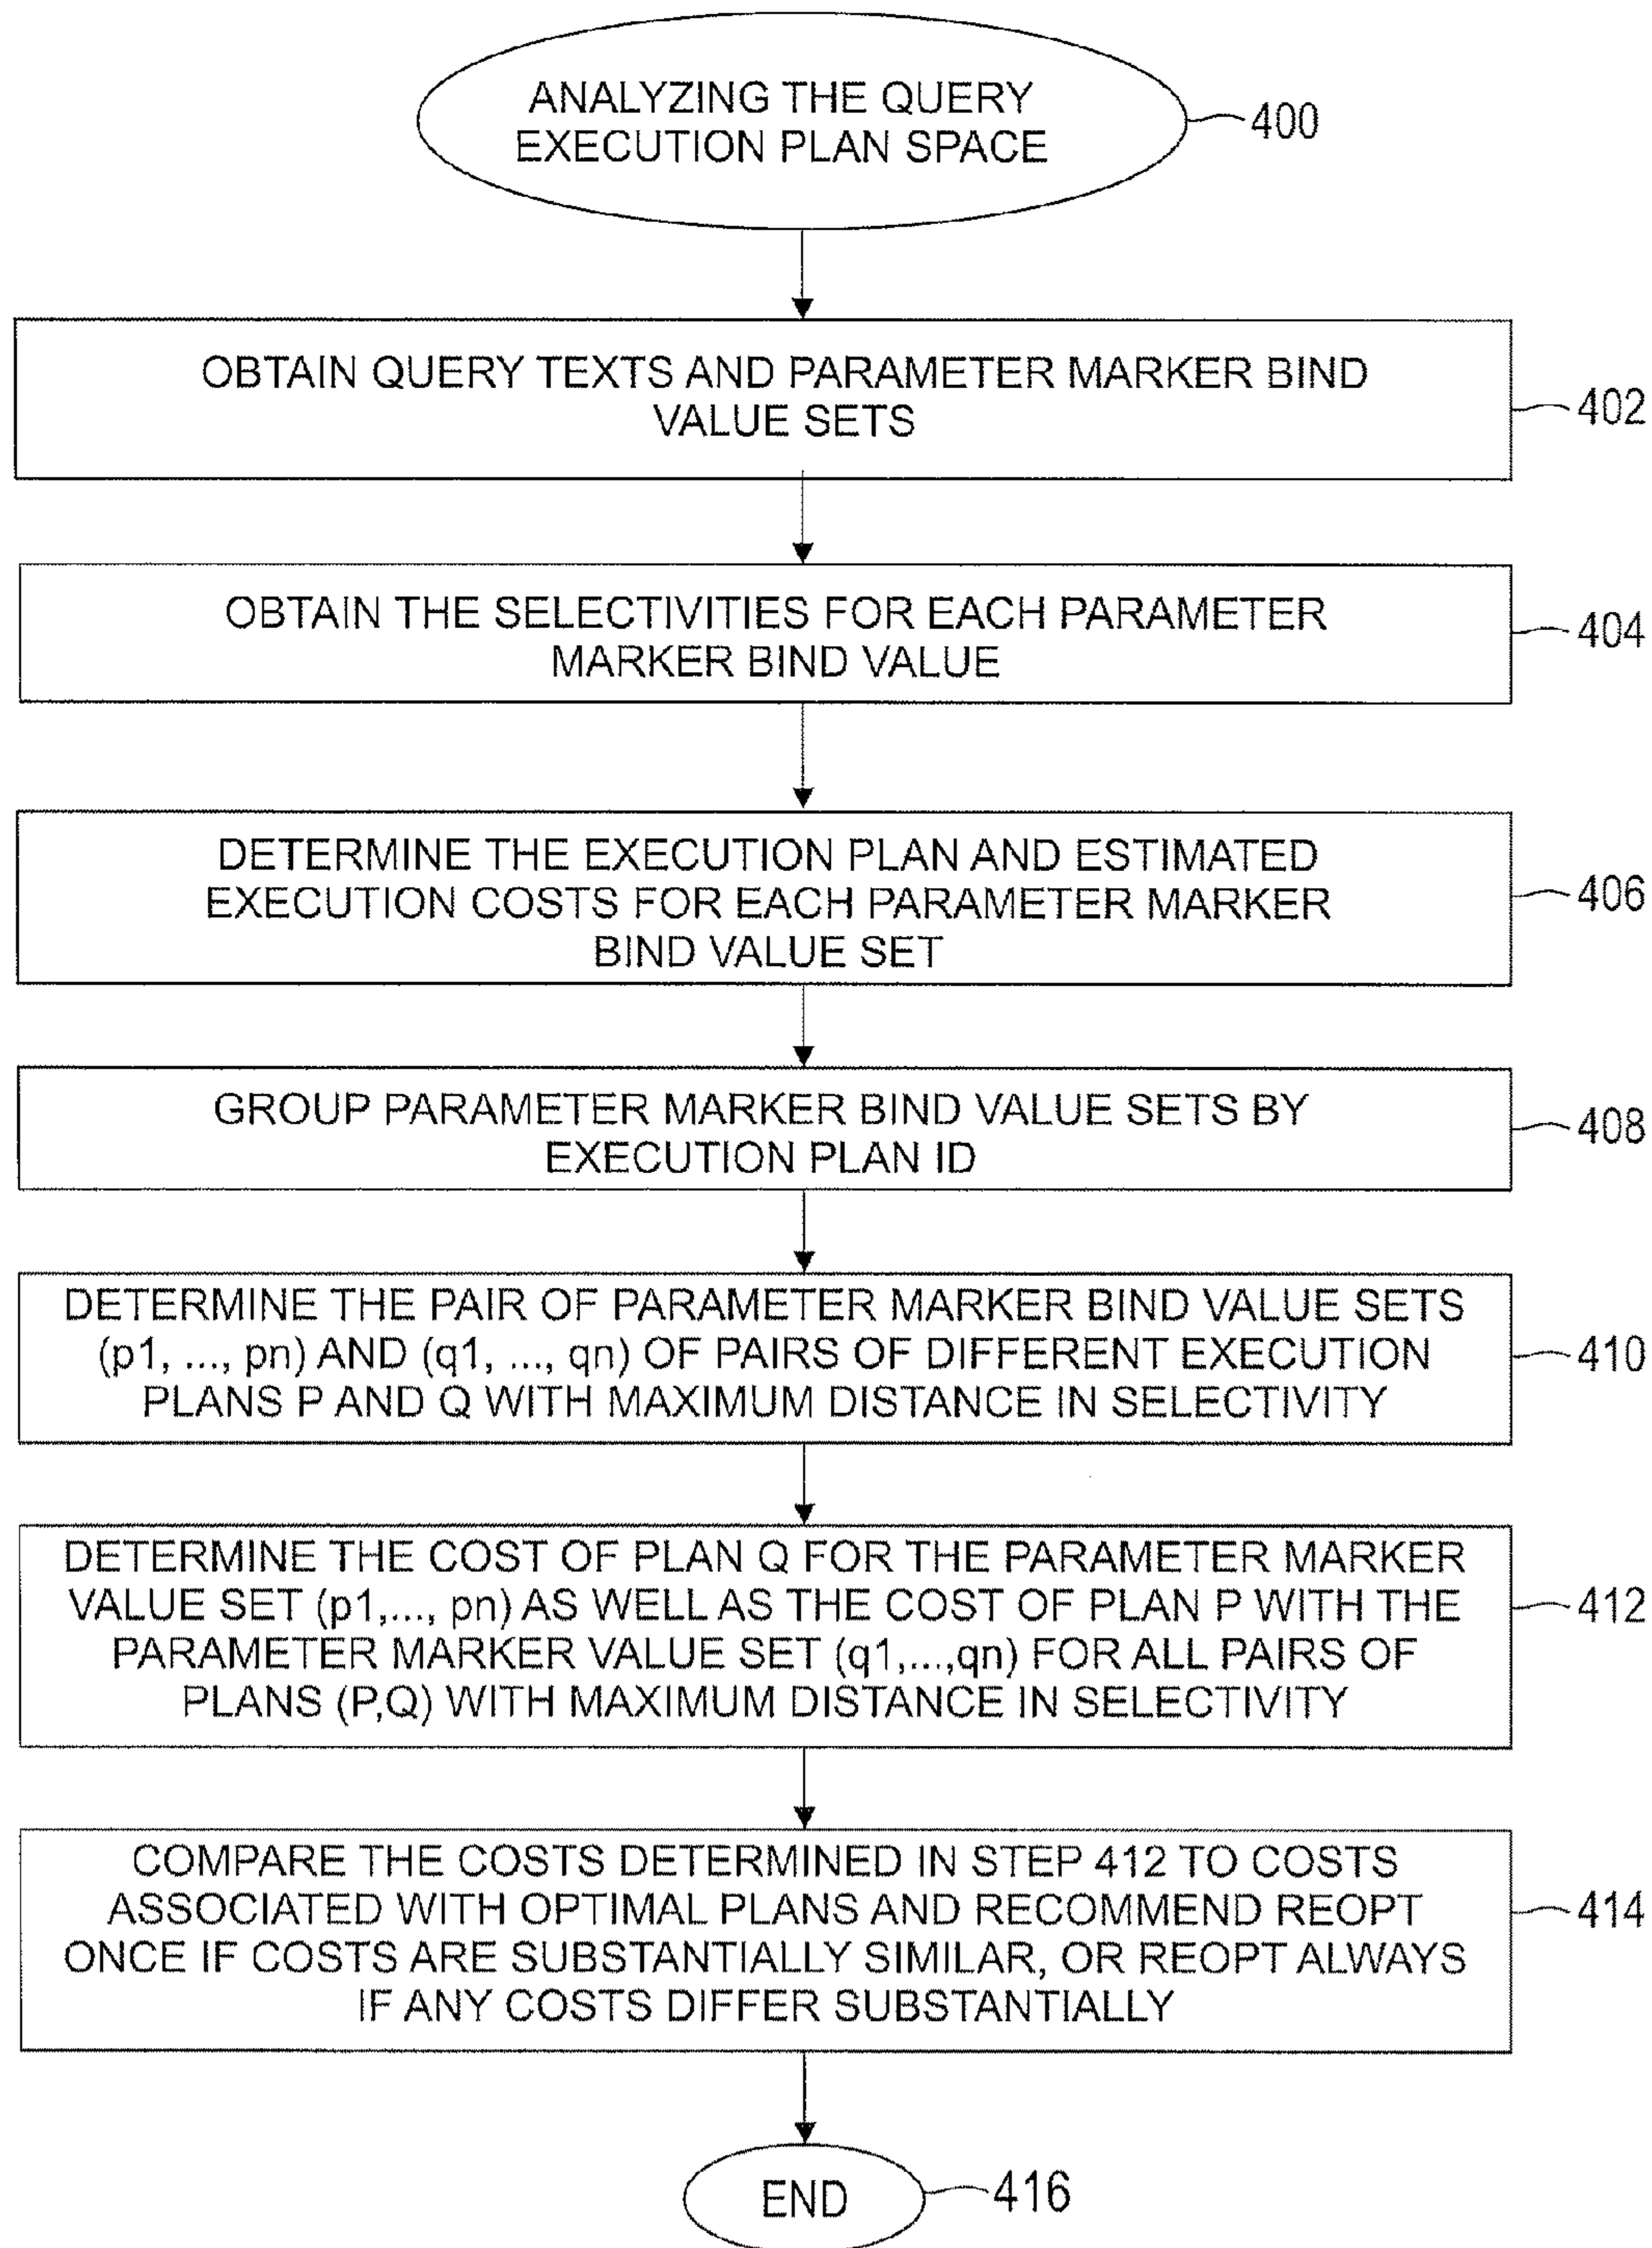 ANALYZING THE QUERY
EXECUTION PLAN SPACE
400
OBTAIN QUERY TEXTS AND PARAMETER MARKER BIND
VALUE SETS
402
OBTAIN THE SELECTIVITIES FOR EACH PARAMETER
MARKER BIND VALUE
404
DETERMINE THE EXECUTION PLAN AND ESTIMATED
EXECUTION COSTS FOR EACH PARAMETER MARKER
BIND VALUE SET
406
GROUP PARAMETER MARKER BIND VALUE SETS BY
EXECUTION PLAN ID
408
DETERMINE THE PAIR OF PARAMETER MARKER BIND VALUE SETS
(p1, ..., pn) AND (q1, ..., qn) OF PAIRS OF DIFFERENT EXECUTION
PLANS P AND Q WITH MAXIMUM DISTANCE IN SELECTIVITY
410
DETERMINE THE COST OF PLAN Q FOR THE PARAMETER MARKER
VALUE SET (p1,..., pn) AS WELL AS THE COST OF PLAN P WITH THE
PARAMETER MARKER VALUE SET (q1,...,qn) FOR ALL PAIRS OF
PLANS (P,Q) WITH MAXIMUM DISTANCE IN SELECTIVITY
412
COMPARE THE COSTS DETERMINED IN STEP 412 TO COSTS
ASSOCIATED WITH OPTIMAL PLANS AND RECOMMEND REOPT
ONCE IF COSTS ARE SUBSTANTIALLY SIMILAR, OR REOPT ALWAYS
IF ANY COSTS DIFFER SUBSTANTIALLY
414
END
416